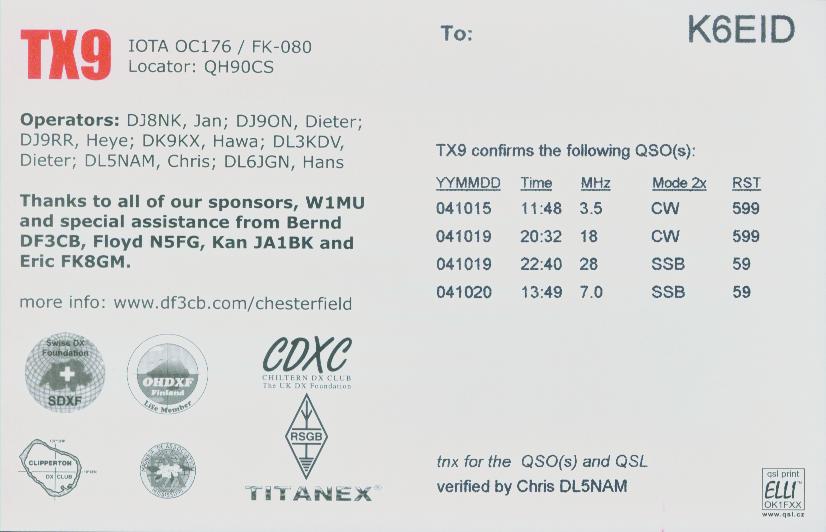 TX9
IOTA OC176 / FK-080
Locator: QH90CS
Operators: DJ8NK, Jan; DJ9ON, Dieter;
DJ9RR, Heye; DK9KX, Hawa; DL3KDV,
Dieter; DL5NAM, Chris; DL6JGN, Hans
Thanks to all of our sponsors, W1MU
and special assistance from Bernd
DF3CB, Floyd N5FG, Kan JA1BK and
Eric FK8GM.
more info: www.df3cb.com/chesterfield
Swiss DX
Foundation
SDXF
OHDXF
Finland
Life Member
CDXC
CHILTERN DX CLUB
The UK DX Foundation
RSGB
CLIPPERTON
DX CLUB
TITANEX®
To:
K6EID
TX9 confirms the following QSO(s):
YYMMDD Time MHz Mode 2x RST
041015 11:48 3.5 CW 599
041019 20:32 18 CW 599
041019 22:40 28 SSB 59
041020 13:49 7.0 SSB 59
tnx for the QSO(s) and QSL
verified by Chris DL5NAM
qsl print
ELLI
OK1FXX
www.qsl.cz